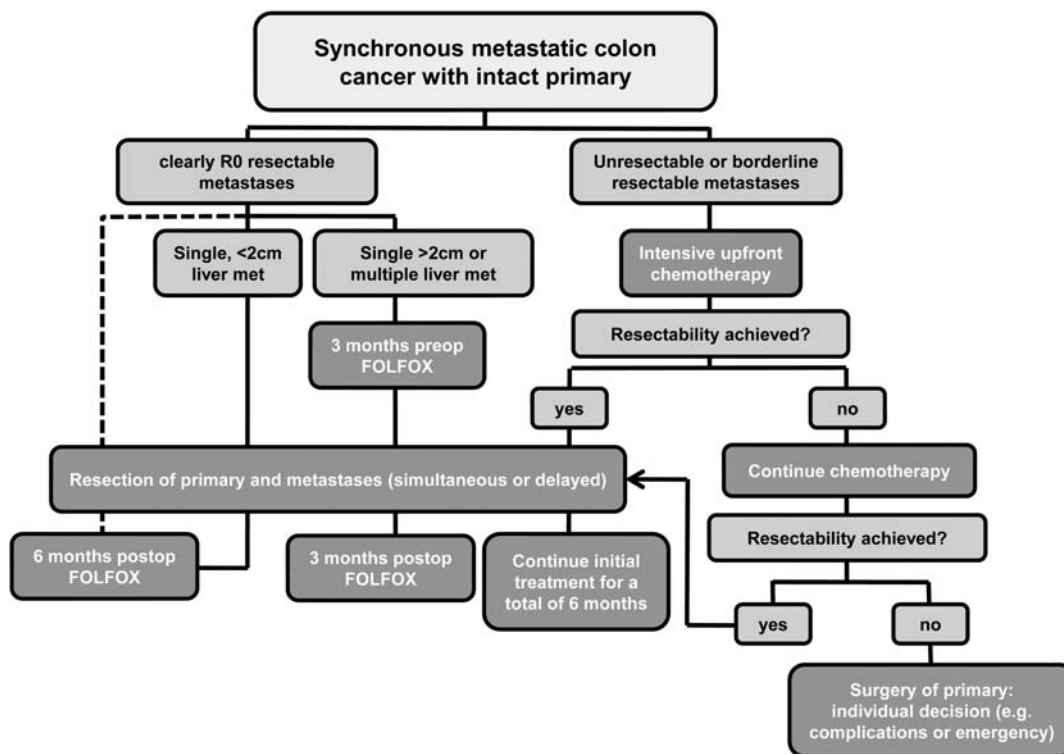 Synchronous metastatic colon
cancer with intact primary
clearly R0 resectable
metastases
Unresectable or borderline
resectable metastases
Single, <2cm
liver met
Single >2cm or
multiple liver met
Intensive upfront
chemotherapy
3 months preop
FOLFOX
Resectability achieved?
yes
no
Resection of primary and metastases (simultaneous or delayed)
Continue chemotherapy
6 months postop
FOLFOX
3 months postop
FOLFOX
Continue initial
treatment for a
total of 6 months
Resectability achieved?
yes
no
Surgery of primary:
individual decision (e.g.
complications or emergency)